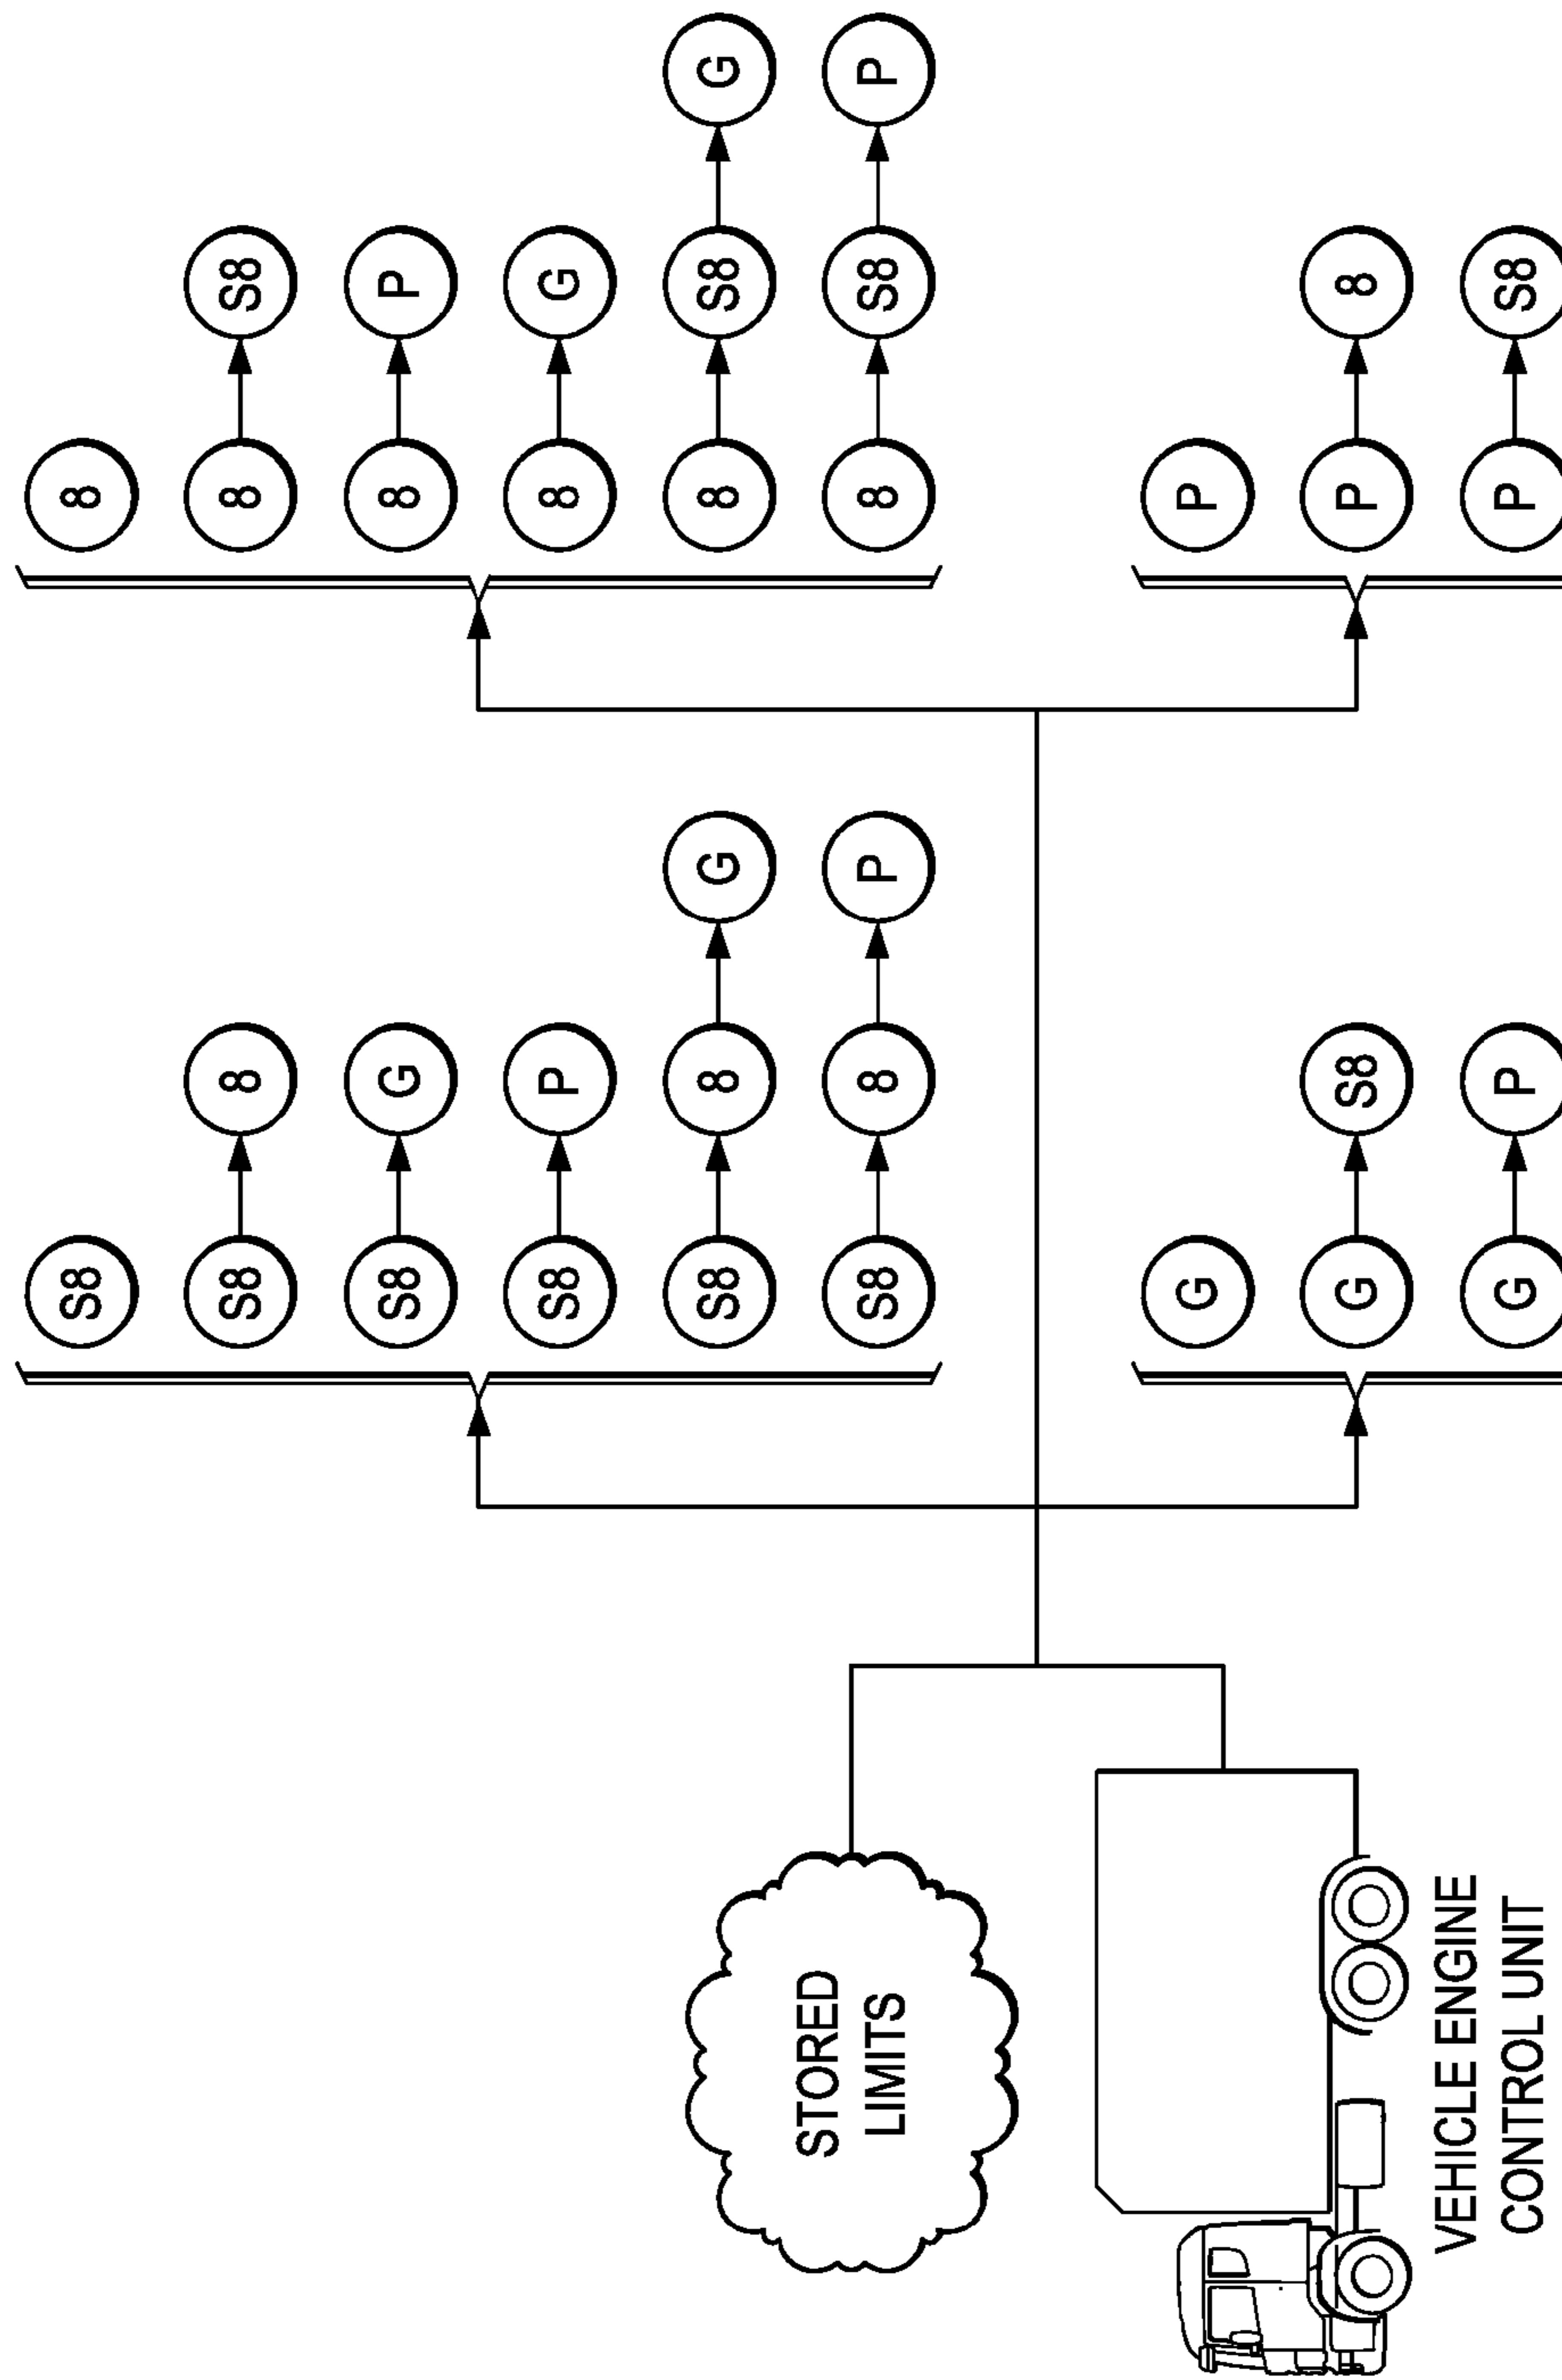 S8 8
S8 8 8 S8
S8 G 8 P
S8 P 8 G
S8 8 G 8 S8 G
S8 8 P 8 S8 P
STORED
LIMITS
G P
G S8 P 8
G P P S8
VEHICLE ENGINE
CONTROL UNIT